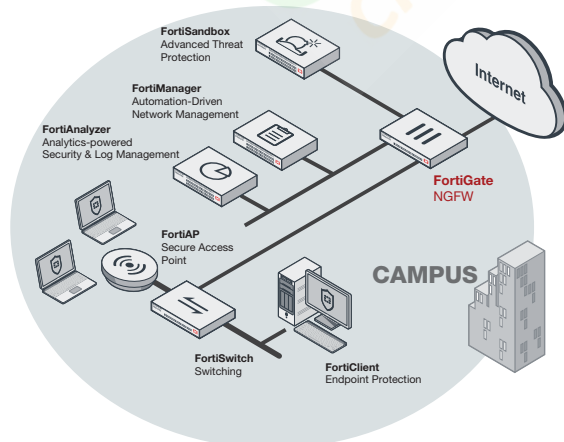 FortiSandbox
Advanced Threat
Protection
FortiManager
Automation-Driven
Network Management
FortiAnalyzer
Analytics-powered
Security & Log Management
Internet
FortiGate
NGFW
FortiAP
Secure Access
Point
CAMPUS
FortiSwitch
Switching
FortiClient
Endpoint Protection